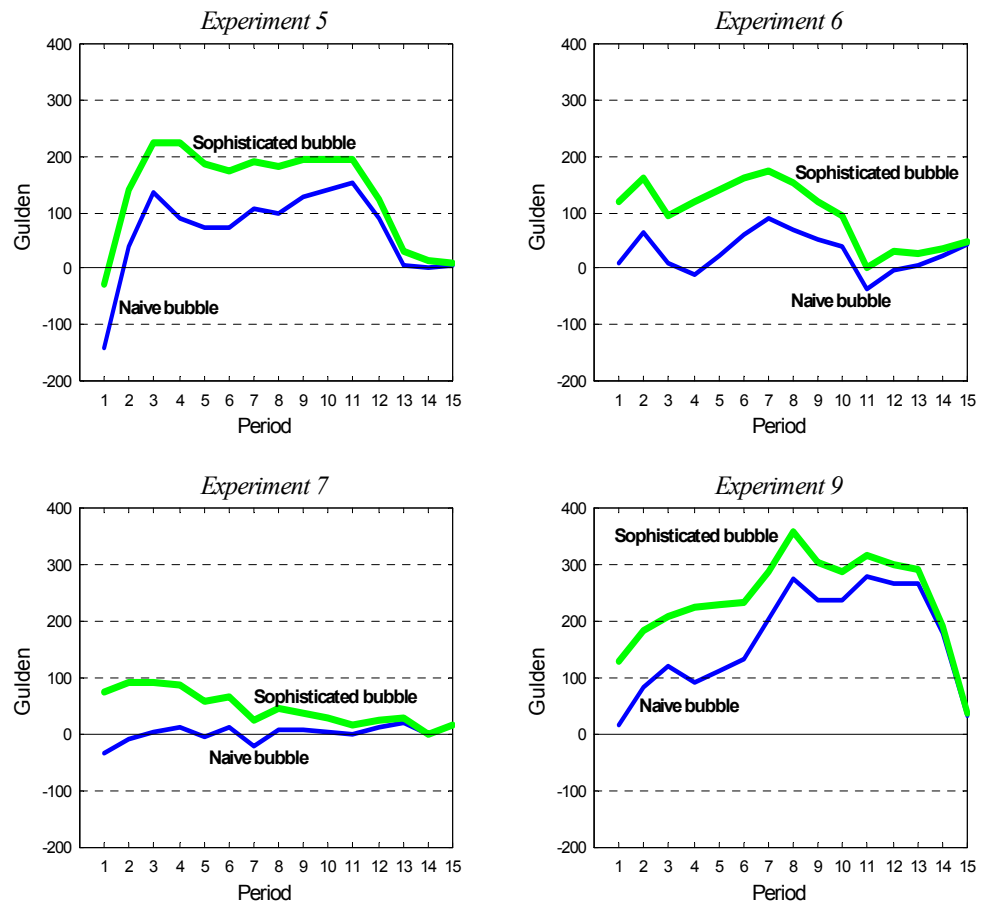 Experiment 5
400
300
200
100
0
-100
-200
Gulden
Sophisticated bubble
Naive bubble
1 2 3 4 5 6 7 8 9 10 11 12 13 14 15
Period
Experiment 6
400
300
200
100
0
-100
-200
Gulden
Sophisticated bubble
Naive bubble
1 2 3 4 5 6 7 8 9 10 11 12 13 14 15
Period
Experiment 7
400
300
200
100
0
-100
-200
Gulden
Sophisticated bubble
Naive bubble
1 2 3 4 5 6 7 8 9 10 11 12 13 14 15
Period
Experiment 9
400
300
200
100
0
-100
-200
Gulden
Sophisticated bubble
Naive bubble
1 2 3 4 5 6 7 8 9 10 11 12 13 14 15
Period